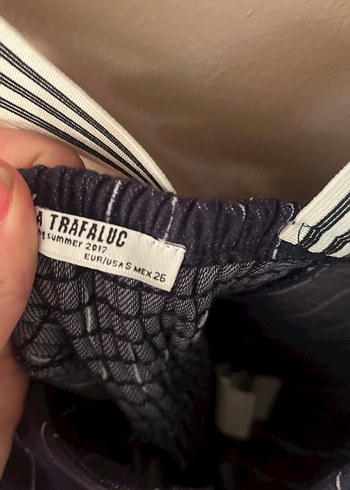 A TRAFALUC
summer 2017
EUR/USA S MEX 26